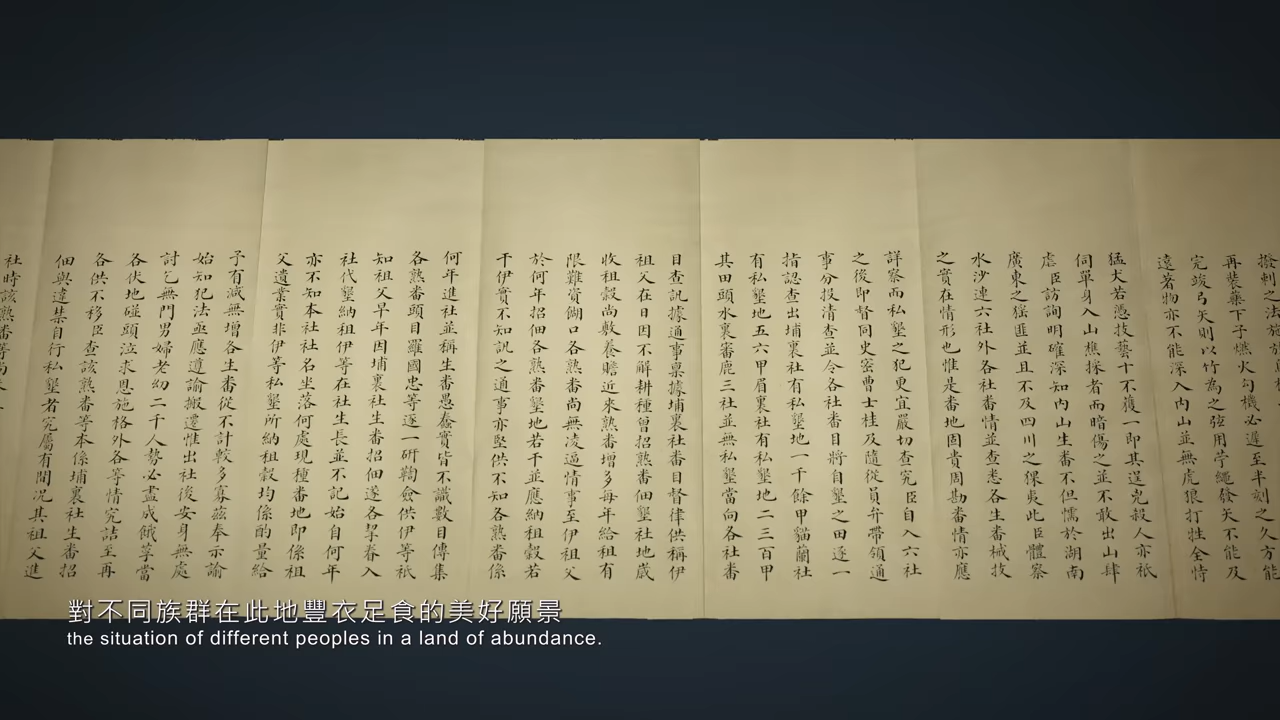 撥刺之法施於
再裝藥下子燃火勾機必遲至半刻之久方能
完竣弓矢則以竹為之弦用苧繩發矢不能及
遠著物亦不能深入內山並無虎狼打牲全恃
猛犬若憑技藝十不獲一即其逞兇殺人亦祇
伺單身入山樵採者而暗傷之並不敢出山肆
虐臣訪詢明確深知內山生番不但懦於湖南
廣東之猺匪並且不及四川之猓夷此臣體察
水沙連六社外各社番情並查悉各生番械技
之實在情形也惟是番地固貴周勘番情亦應
詳察而私墾之犯更宜嚴切查究臣自入六社
之後即督同史密曹士桂及隨從員弁帶領通
事分投清查並令各社番目將自墾之田逐一
指認查出埔裏社有私墾地一千餘甲貓蘭社
有私墾地五六甲眉裏社有私墾地二三百甲
其田頭水裏審鹿三社並無私墾當向各社番
目查訊據通事稟據埔裏社番目督律供稱伊
祖父在日因不解耕種曾招熟番佃墾社地歲
收租穀尚敷養贍近來熟番增多每年給租有
限難資餬口各熟番尚無凌逼情事至伊祖父
於何年招佃各熟番墾地若干並應納租穀若
干伊實不知訊之通事亦堅供不知各熟番係
何年進社並稱生番愚蠢實皆不識數目傳集
各熟番頭目羅國忠等逐一研鞫僉供伊等祇
知祖父早年因埔裏社生番招佃遂各挈眷入
社代墾納租伊等在社生長並不記始自何年
亦不知本社社名坐落何處現種番地即係祖
父遺業實非伊等私墾所納租穀均係酌量給
予有減無增各生番從不計較多寡茲奉示諭
始知犯法亟應遵諭搬遷惟出社後安身無處
討乞無門男婦老幼二千人勢必盡成餓莩當
各伏地碰頭泣求恩施格外各等情究詰至再
各供不移臣查該熟番等本係埔裏社生番招
佃與違禁自行私墾者究屬有間況其祖父進
社時該熟番等尚未
對不同族群在此地豐衣足食的美好願景
the situation of different peoples in a land of abundance.